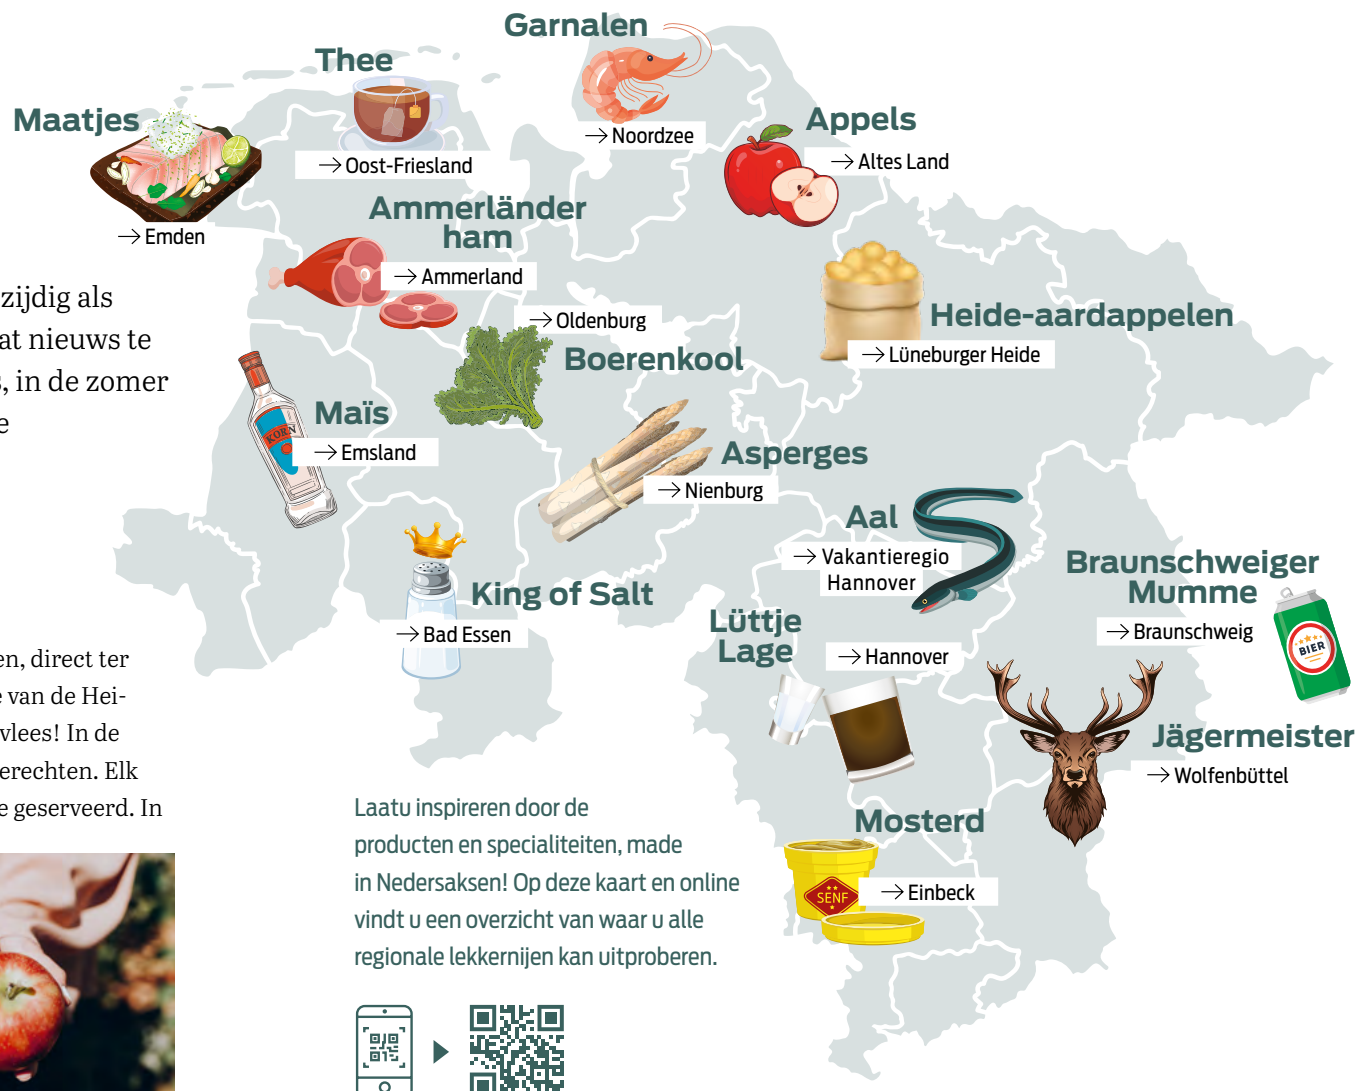 Garnalen
→ Noordzee
Thee
→ Oost-Friesland
Maatjes
→ Emden
Appels
→ Altes Land
Ammerländer
ham
→ Ammerland
→ Oldenburg
Boerenkool
Heide-aardappelen
→ Lüneburger Heide
zijdig als
at nieuws te
s, in de zomer
e
KORN
Maïs
→ Emsland
Asperges
→ Nienburg
Aal
→ Vakantieregio
Hannover
King of Salt
→ Bad Essen
Braunschweiger
Mumme
→ Braunschweig
BIER
Lüttje
Lage
→ Hannover
Jägermeister
→ Wolfenbüttel
Mosterd
→ Einbeck
SENF
en, direct ter
e van de Hei-
vlees! In de
erechten. Elk
e geserveerd. In
Laatu inspireren door de
producten en specialiteiten, made
in Nedersaksen! Op deze kaart en online
vindt u een overzicht van waar u alle
regionale lekkernijen kan uitproberen.